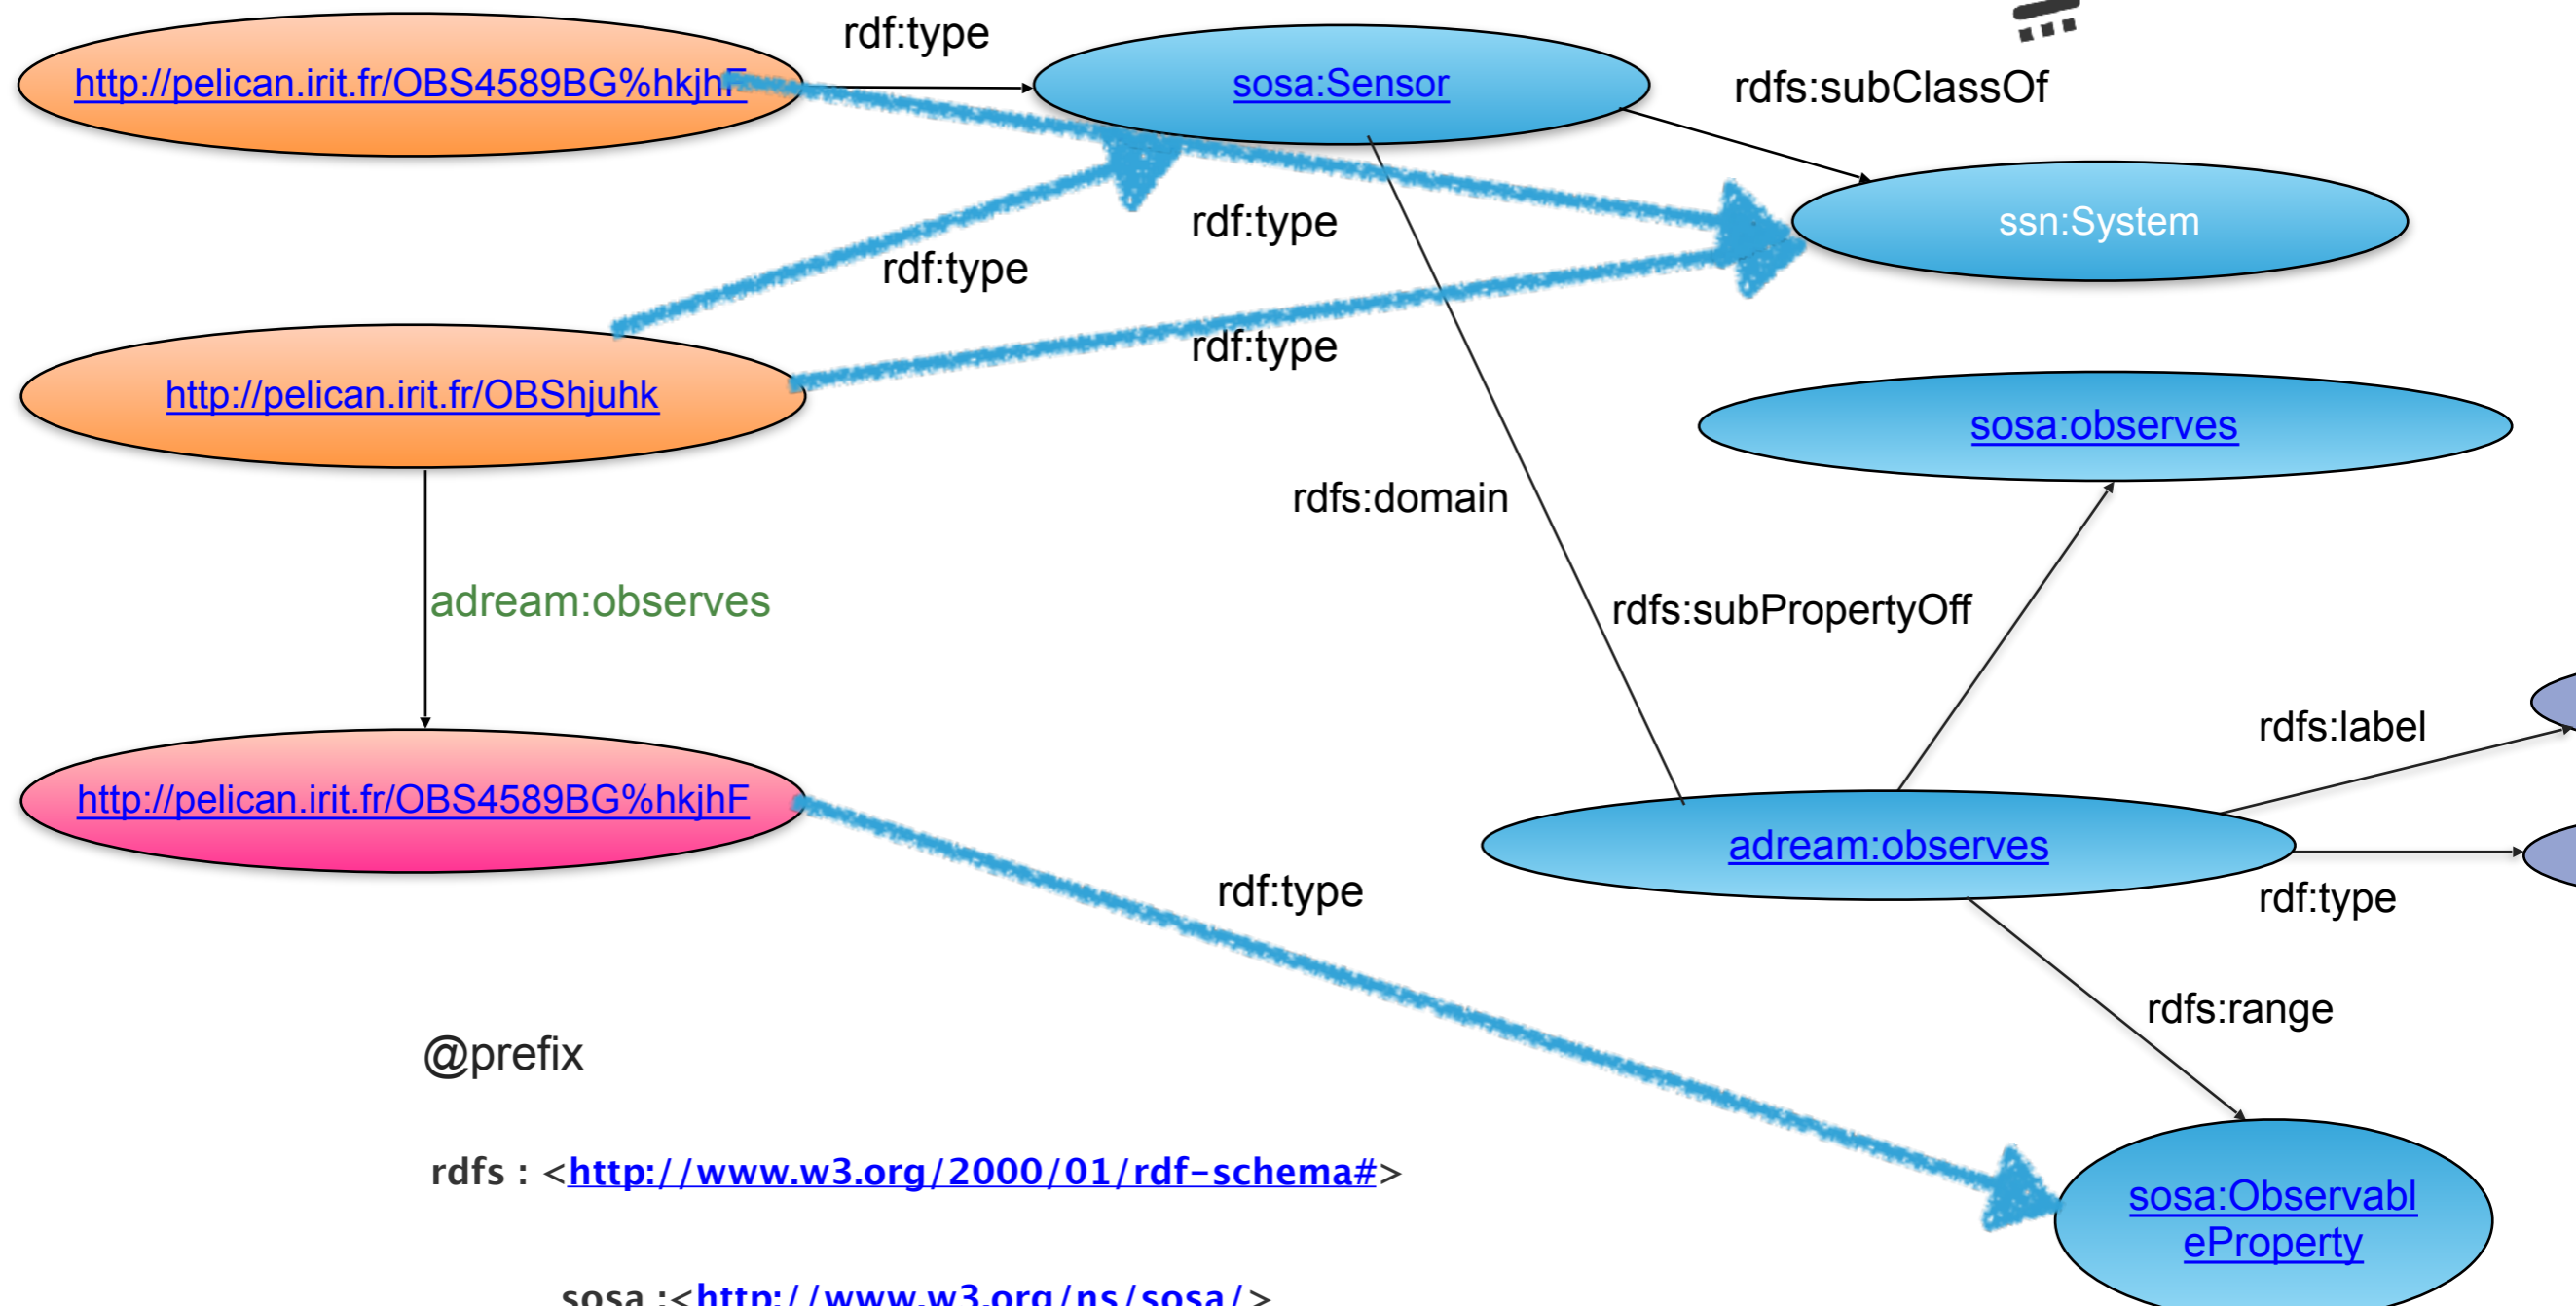 rdf:type
http://pelican.irit.fr/OBS4589BG%hkjhF
sosa:Sensor
rdfs:subClassOf
rdf:type
ssn:System
rdf:type
rdf:type
http://pelican.irit.fr/OBShjuhk
sosa:observes
rdfs:domain
adream:observes
rdfs:subPropertyOff
rdfs:label
http://pelican.irit.fr/OBS4589BG%hkjhF
adream:observes
rdf:type
rdf:type
rdfs:range
@prefix
rdfs : <http://www.w3.org/2000/01/rdf-schema#>
sosa:Observabl
eProperty
sosa :<http://www.w3.org/ns/sosa/>